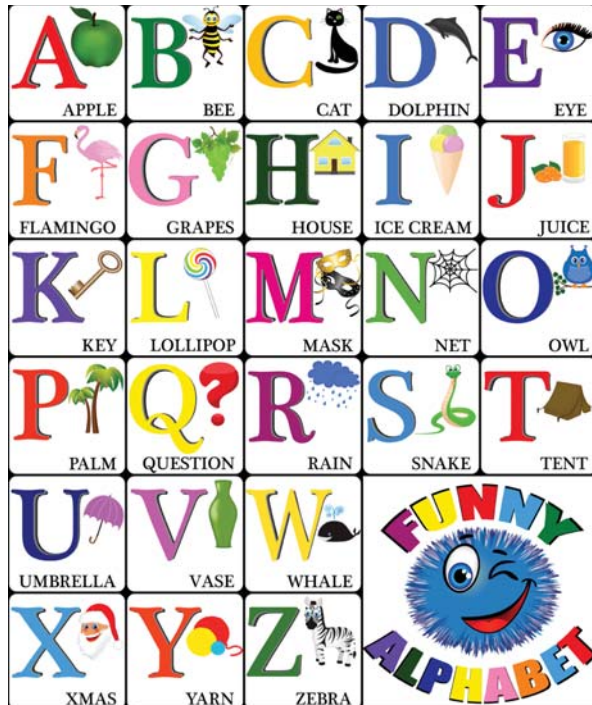 A
APPLE
B
BEE
C
CAT
D
DOLPHIN
E
EYE
F
FLAMINGO
G
GRAPES
H
HOUSE
I
ICE CREAM
J
JUICE
K
KEY
L
LOLLIPOP
M
MASK
N
NET
O
OWL
P
PALM
Q
QUESTION
R
RAIN
S
SNAKE
T
TENT
U
UMBRELLA
V
VASE
W
WHALE
FUNNY
ALPHABET
X
XMAS
Y
YARN
Z
ZEBRA